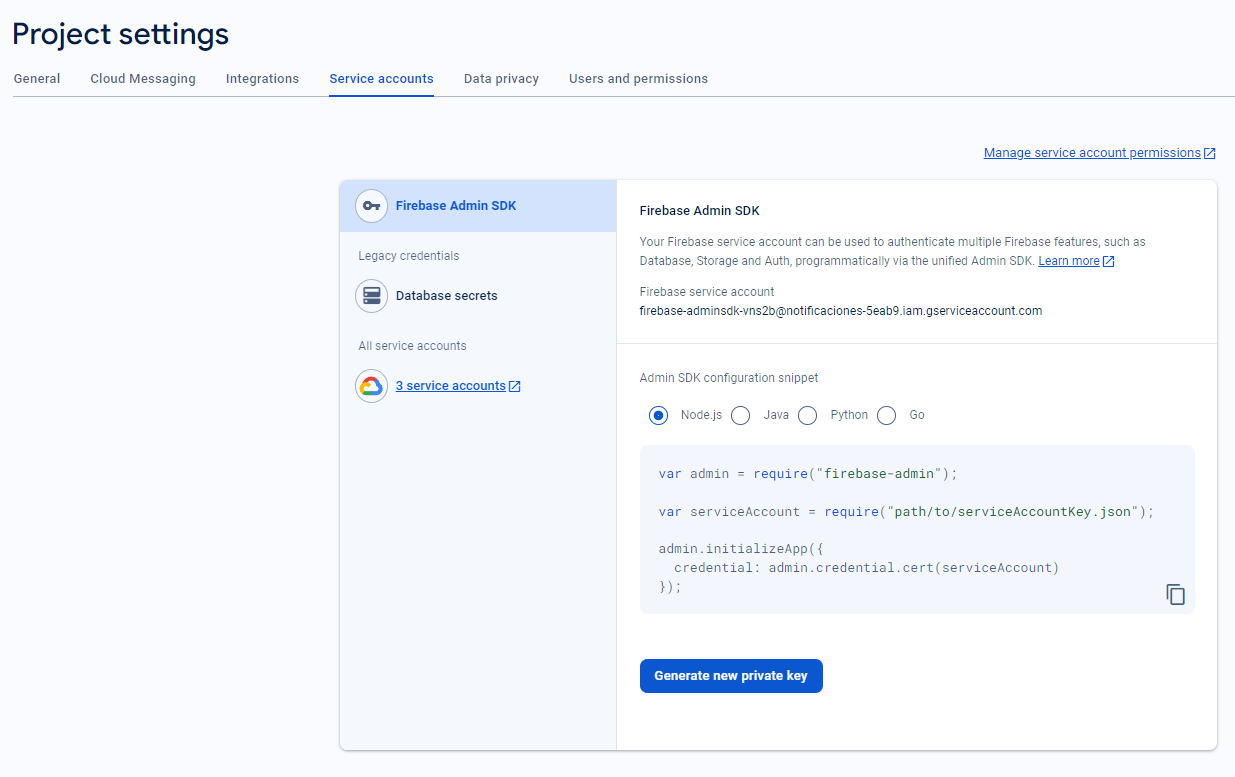 Project settings
General Cloud Messaging Integrations Service accounts Data privacy Users and permissions
Manage service account permissions
Firebase Admin SDK
Legacy credentials
Database secrets
All service accounts
3 service accounts
Firebase Admin SDK
Your Firebase service account can be used to authenticate multiple Firebase features, such as
Database, Storage and Auth, programmatically via the unified Admin SDK. Learn more
Firebase service account
firebase-adminsdk-vns2b@notificaciones-5eab9.iam.gserviceaccount.com
Admin SDK configuration snippet
Node.js Java Python Go
var admin = require("firebase-admin");
var serviceAccount = require("path/to/serviceAccountKey.json");
admin.initializeApp({
  credential: admin.credential.cert(serviceAccount)
});
Generate new private key